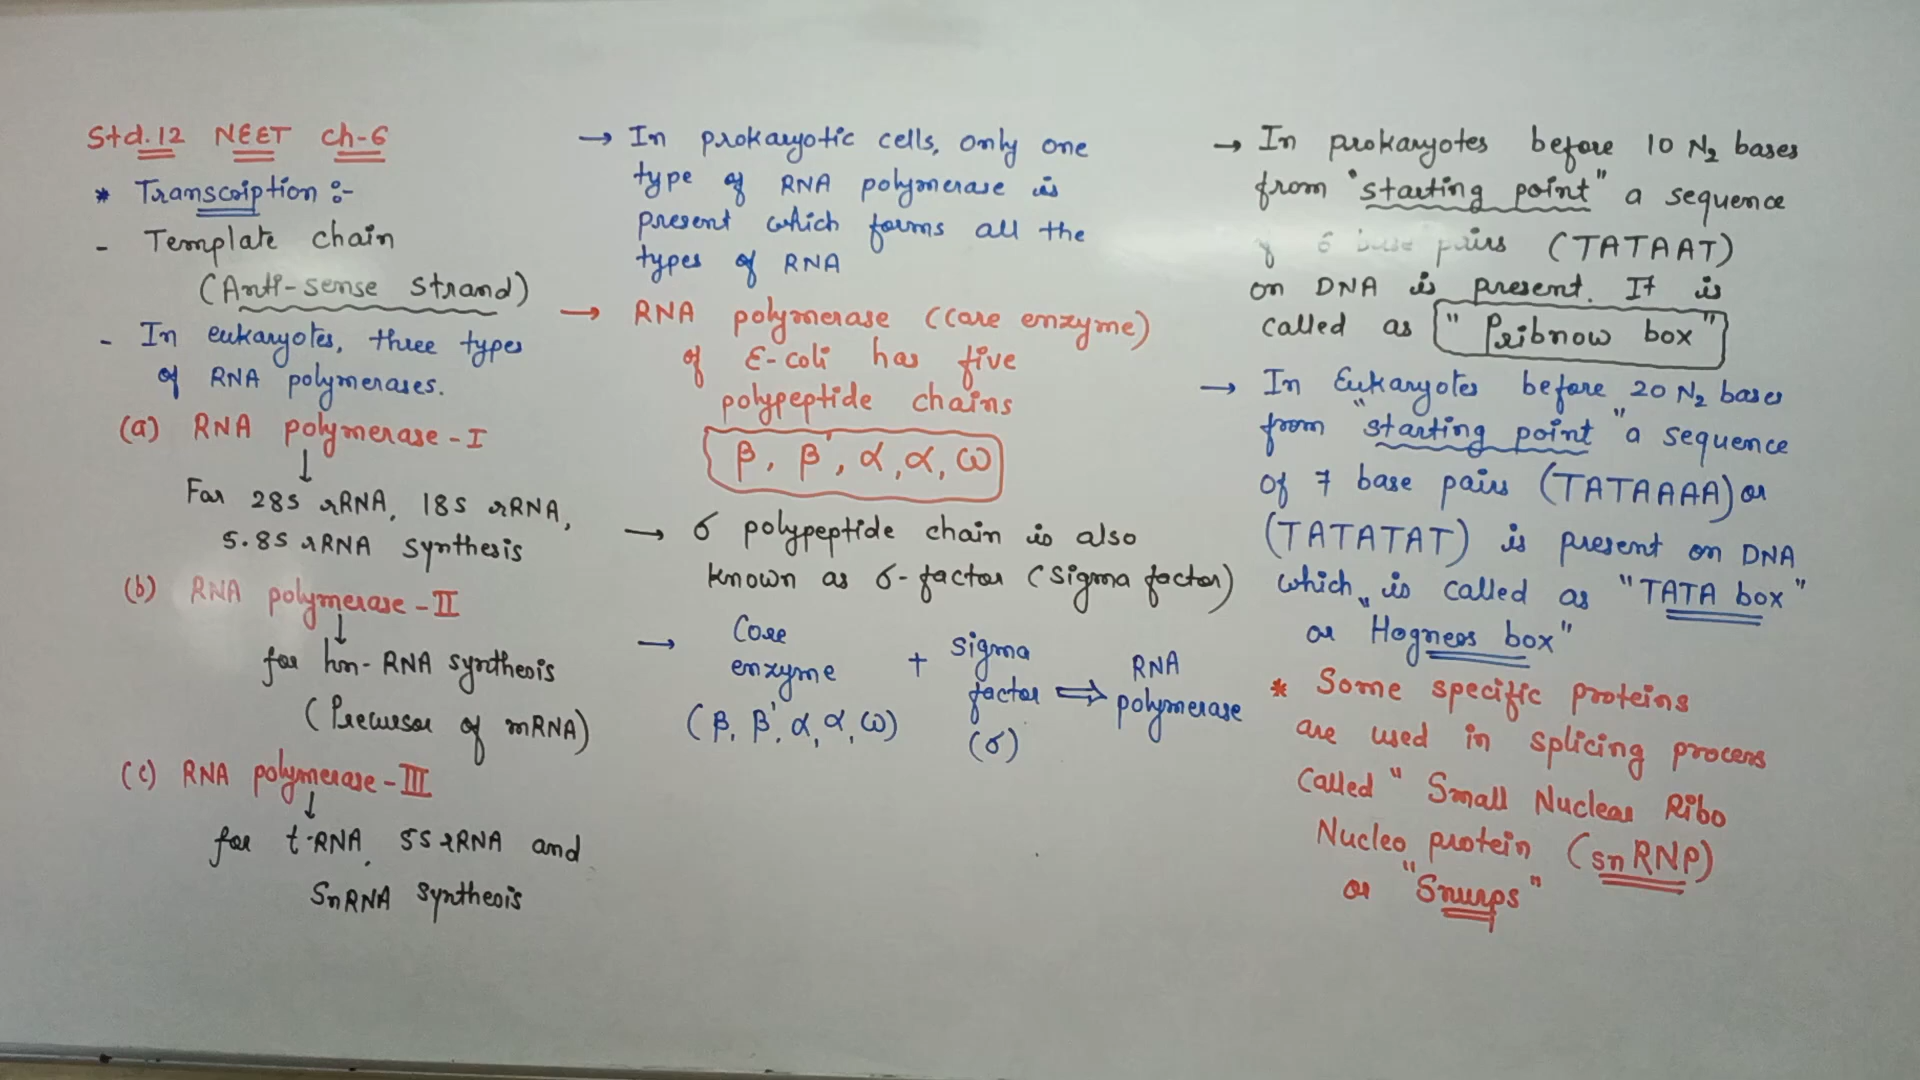 Std.12 NEET ch-6
* Transcription :-
- Template chain
(Anti-sense strand)
- In eukaryotes, three types
of RNA polymerases.
(a) RNA polymerase - I
↓
For 28S rRNA, 18S rRNA,
5.8S rRNA synthesis
(b) RNA polymerase - II
↓
for hn-RNA synthesis
(Precursor of mRNA)
(c) RNA polymerase - III
↓
for t-RNA, 5S rRNA and
SnRNA synthesis
→ In prokaryotic cells, only one
type of RNA polymerase is
present which forms all the
types of RNA
→ RNA polymerase (core enzyme)
of E-coli has five
polypeptide chains
β, β', α, α, ω
→ σ polypeptide chain is also
known as σ-factor (sigma factor)
→ Core enzyme (β, β', α, α, ω) + sigma factor (σ) ⇒ RNA polymerase
→ In prokaryotes before 10 N₂ bases
from "starting point" a sequence
of 6 base pairs (TATAAT)
on DNA is present. It is
called as "Pribnow box"
→ In Eukaryotes before 20 N₂ bases
from "starting point" a sequence
of 7 base pairs (TATAAAA) or
(TATATAT) is present on DNA
which is called as "TATA box"
or "Hogness box"
* Some specific proteins
are used in splicing process
called "Small Nuclear Ribo
Nucleo protein (snRNP)
or "Snurps"